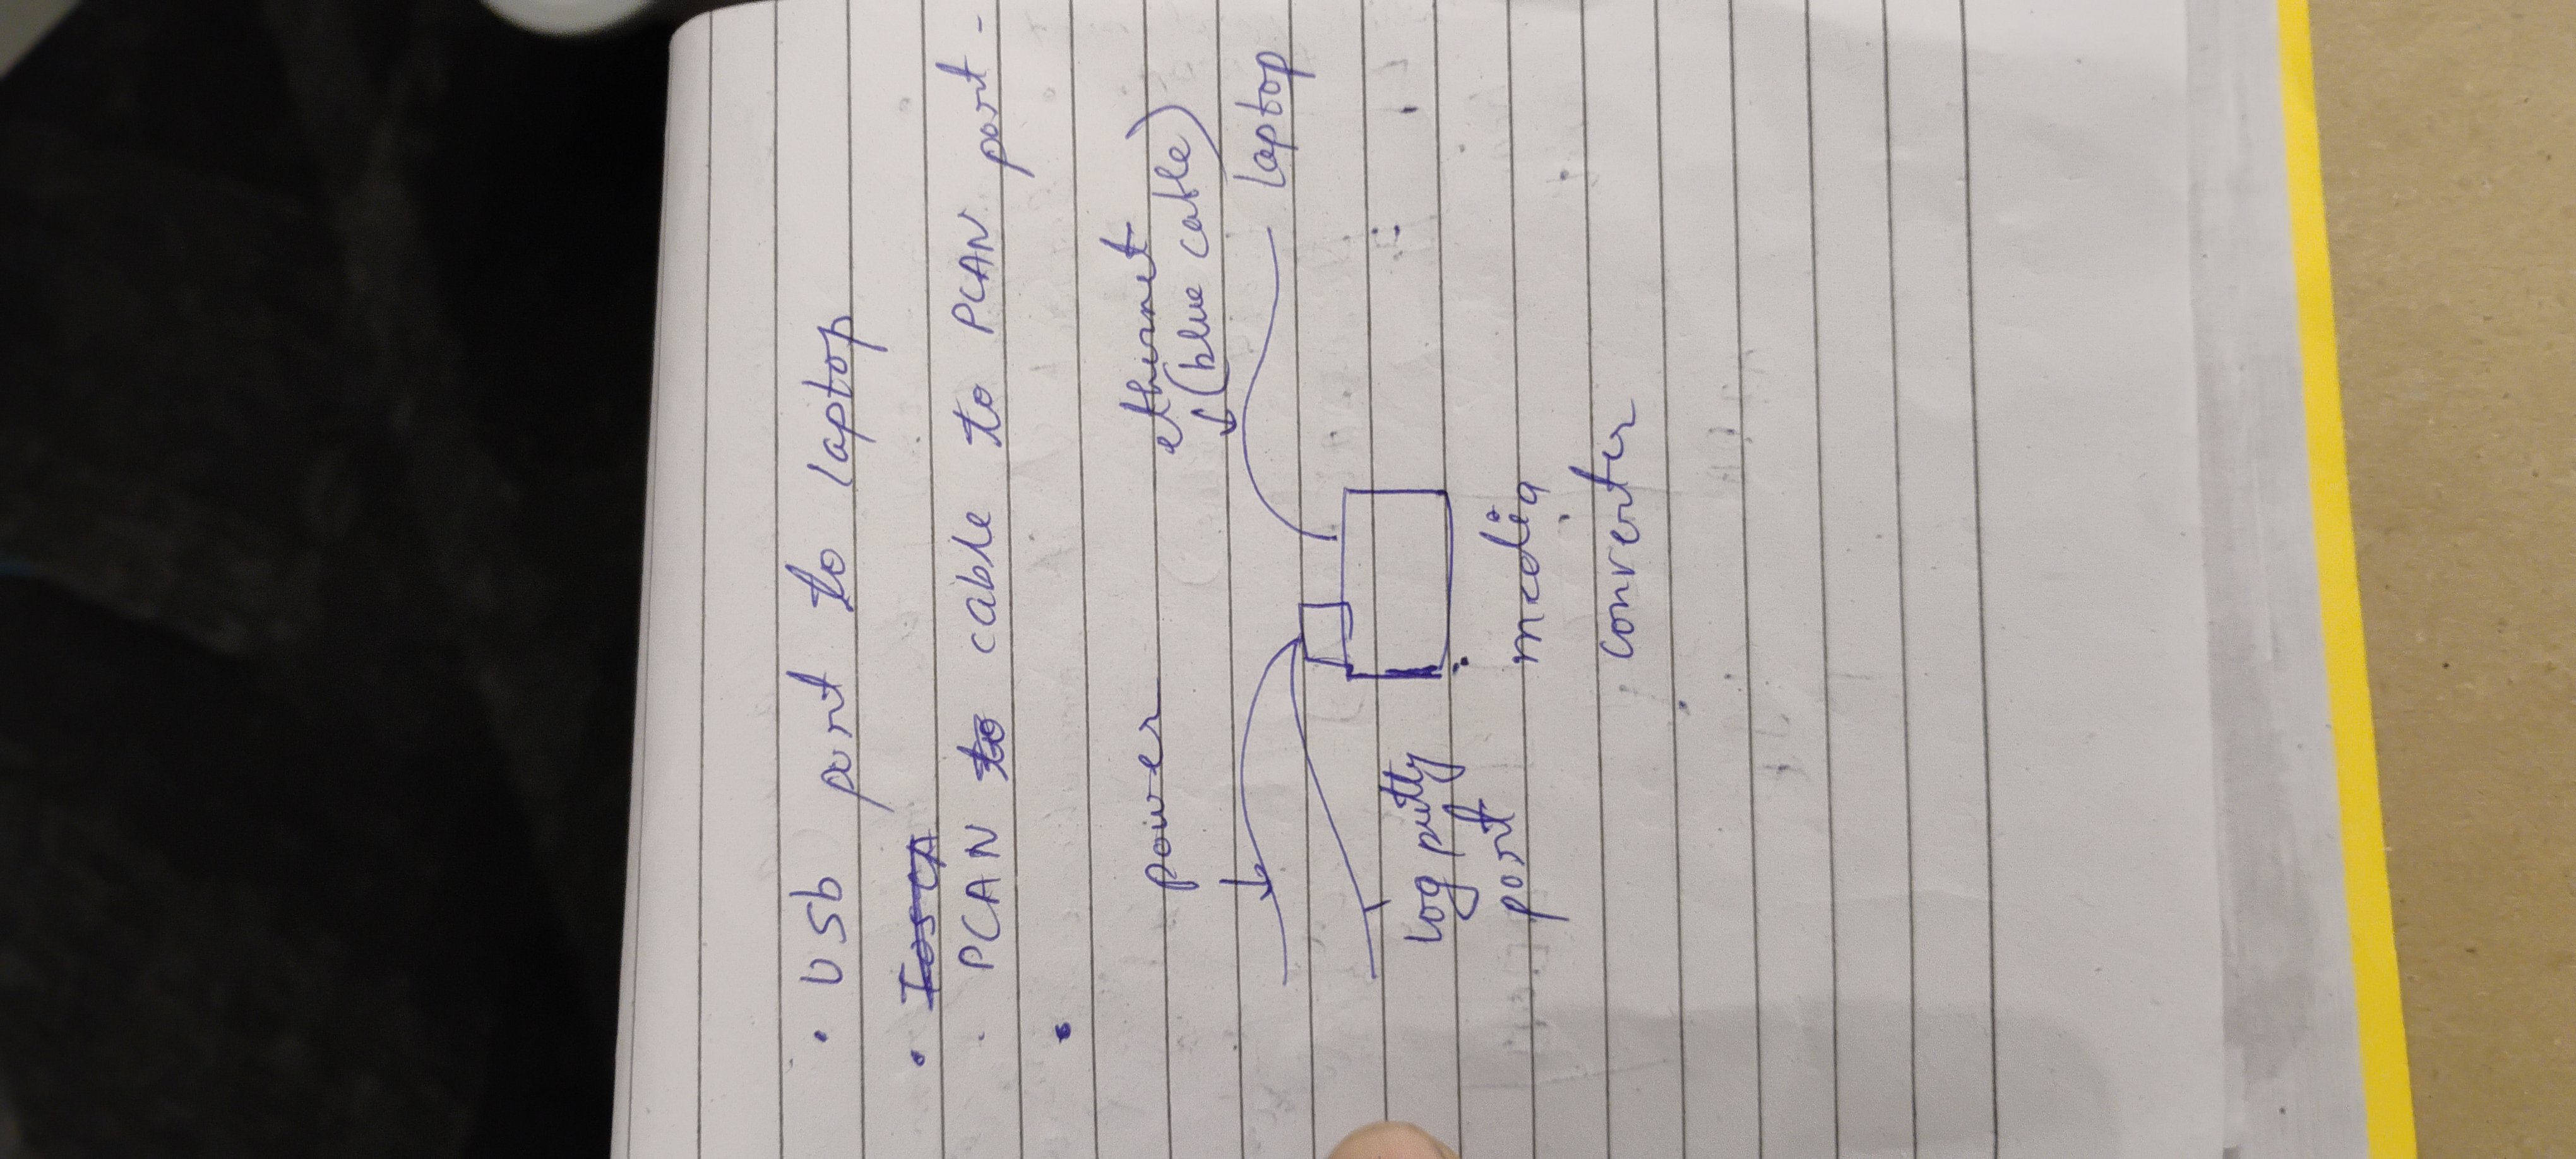 • Usb port to laptop
• IOSCA
· PCAN to cable to PCAN port -
•
power
ethernet
(blue cable)
laptop
log putty
port
media
converter